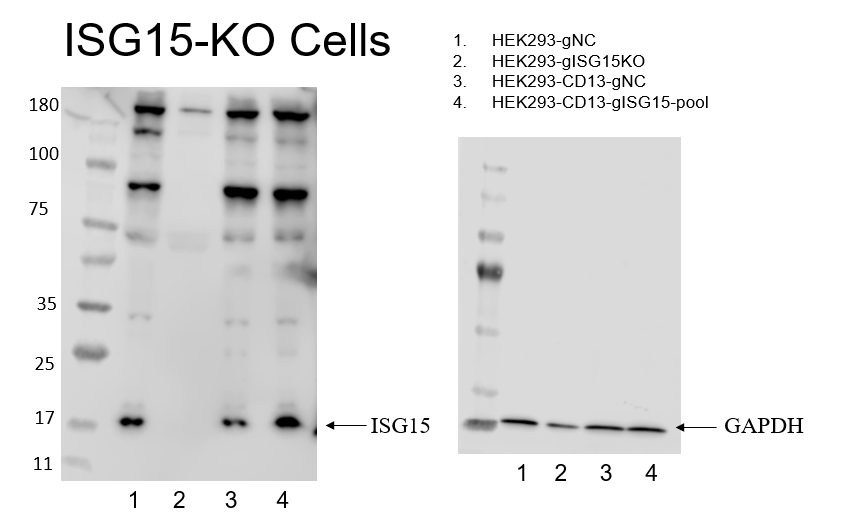 ISG15-KO Cells
1. HEK293-gNC
2. HEK293-gISG15KO
3. HEK293-CD13-gNC
4. HEK293-CD13-gISG15-pool
180
100
75
35
25
17
11
ISG15
1 2 3 4
GAPDH
1 2 3 4